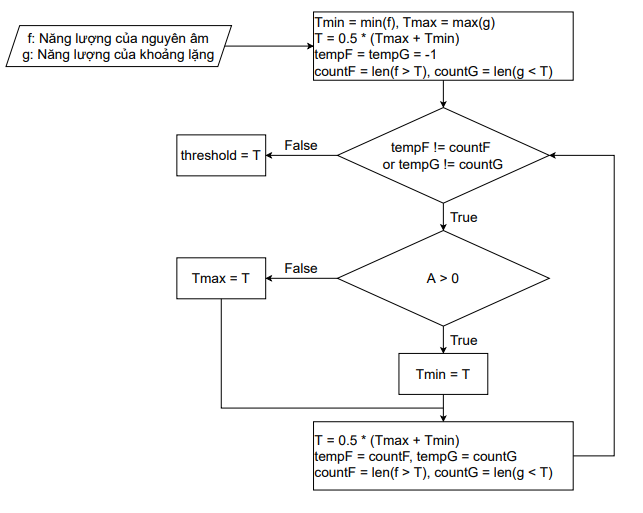 f: Năng lượng của nguyên âm
g: Năng lượng của khoảng lặng
Tmin = min(f), Tmax = max(g)
T = 0.5 * (Tmax + Tmin)
tempF = tempG = -1
countF = len(f > T), countG = len(g < T)
tempF != countF
or tempG != countG
False
threshold = T
True
A > 0
False
Tmax = T
True
Tmin = T
T = 0.5 * (Tmax + Tmin)
tempF = countF, tempG = countG
countF = len(f > T), countG = len(g < T)